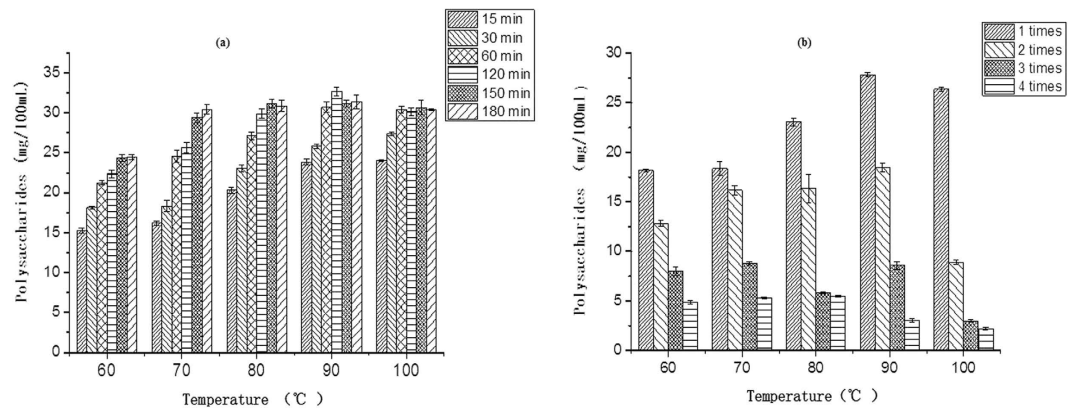 (a)
15 min
30 min
60 min
120 min
150 min
180 min
Polysaccharides (mg/100ml)
35
30
25
20
15
10
5
0
60 70 80 90 100
Temperature (℃ )
(b)
1 times
2 times
3 times
4 times
Polysaccharides (mg/100ml)
30
25
20
15
10
5
0
60 70 80 90 100
Temperature (℃ )